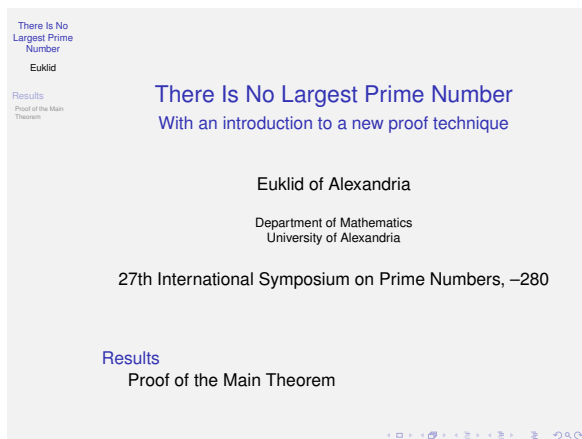 There Is No
Largest Prime
Number
Euklid
Results
Proof of the Main
Theorem
There Is No Largest Prime Number
With an introduction to a new proof technique
Euklid of Alexandria
Department of Mathematics
University of Alexandria
27th International Symposium on Prime Numbers, –280
Results
Proof of the Main Theorem